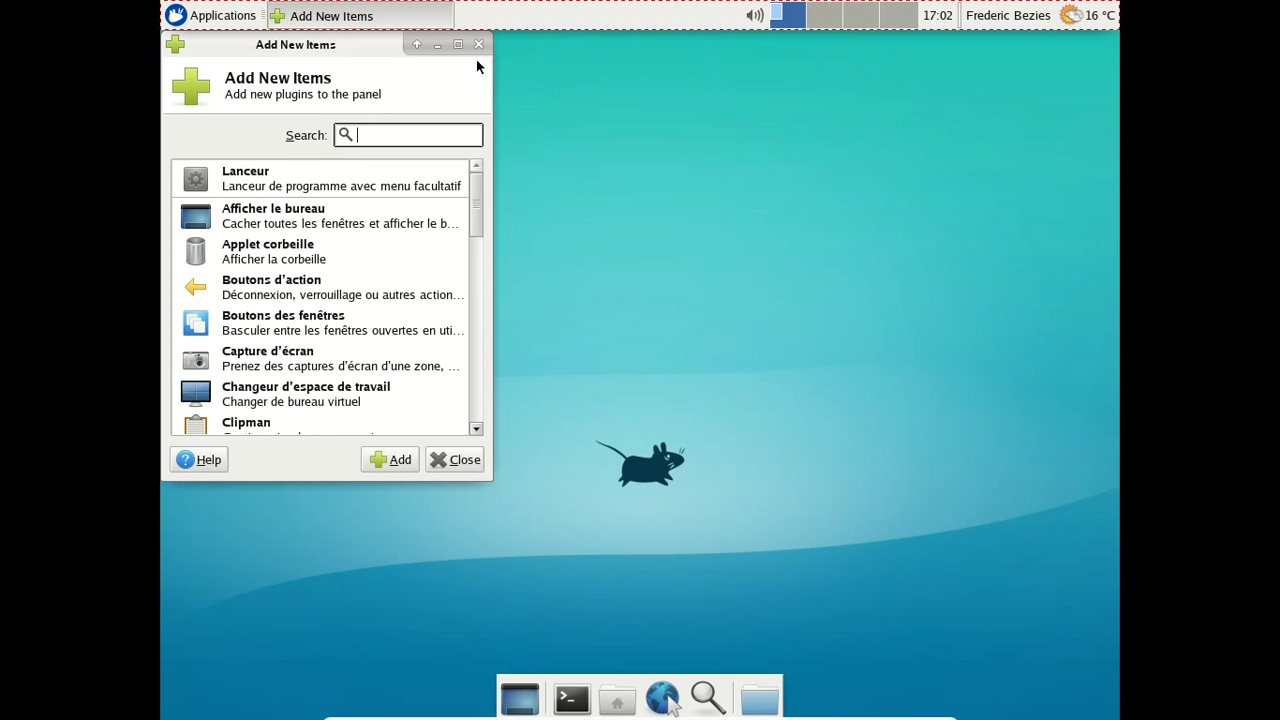 Applications
Add New Items
17:02
Frederic Bezies
16 °C
Add New Items
Add New Items
Add new plugins to the panel
Search:
Lanceur
Lanceur de programme avec menu facultatif
Afficher le bureau
Cacher toutes les fenêtres et afficher le b...
Applet corbeille
Afficher la corbeille
Boutons d'action
Déconnexion, verrouillage ou autres action...
Boutons des fenêtres
Basculer entre les fenêtres ouvertes en uti...
Capture d'écran
Prenez des captures d'écran d'une zone, ...
Changeur d'espace de travail
Changer de bureau virtuel
Clipman
Help
Add
Close